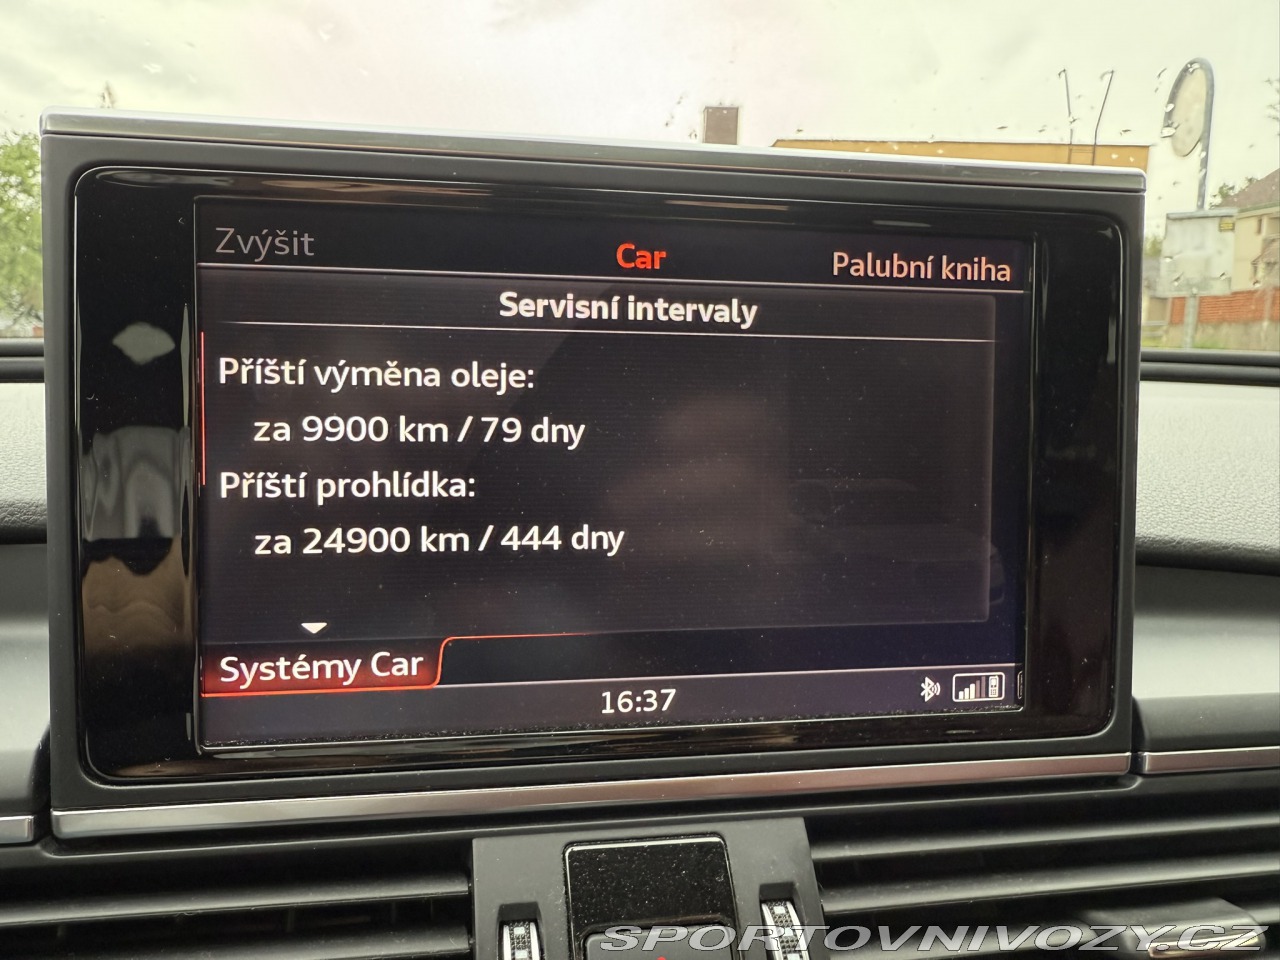 Zvýšit
Car
Palubní kniha
Servisní intervaly
Příští výměna oleje:
za 9900 km / 79 dny
Příští prohlídka:
za 24900 km / 444 dny
Systémy Car
16:37
SPORTOVNIVOZY.CZ